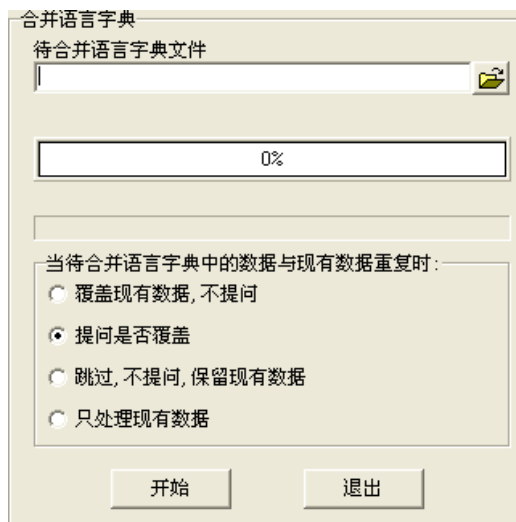 合并语言字典
待合并语言字典文件
0%
当待合并语言字典中的数据与现有数据重复时:
覆盖现有数据,不提问
提问是否覆盖
跳过,不提问,保留现有数据
只处理现有数据
开始
退出